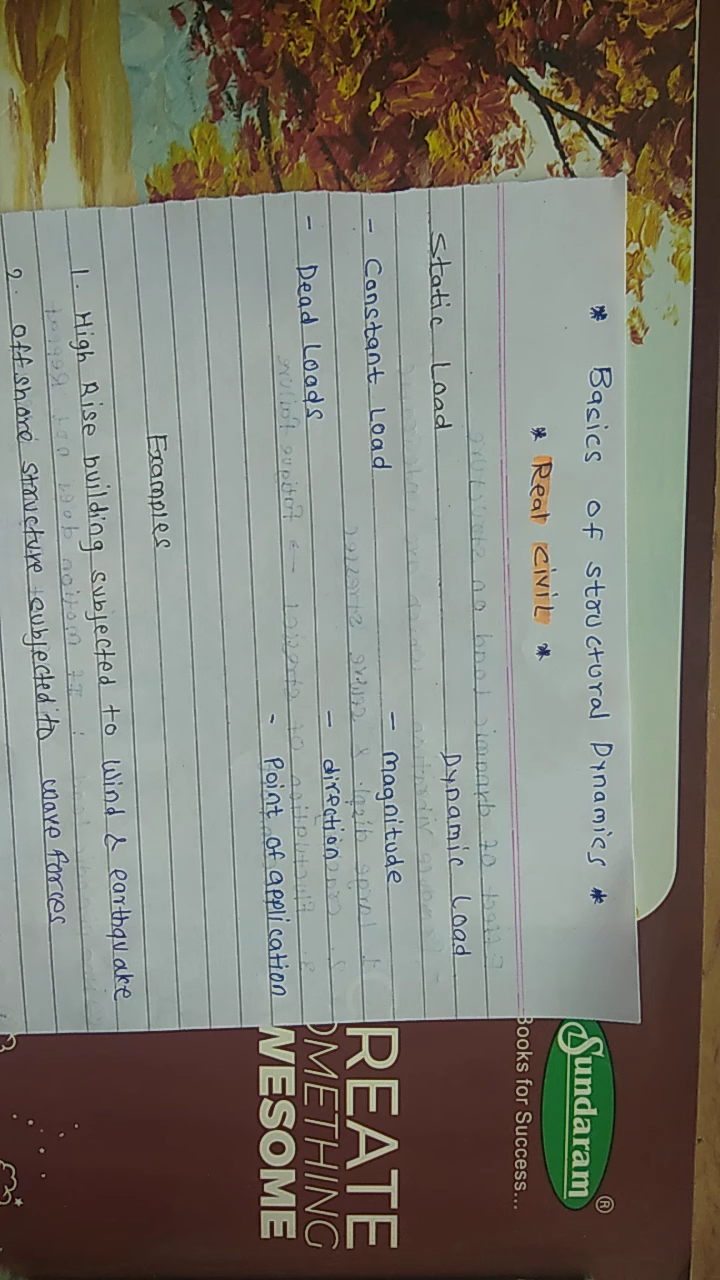 * Basics of structural Dynamics *
* Real civil *
Static Load
Dynamic Load
- Constant Load
- magnitude
- Dead Loads
- direction
- Point of application
Examples
1. High Rise building subjected to wind & earthquake
2. offshore structure subjected to wave forces
Sundaram®
Books for Success...
REATE
OMETHING
WESOME